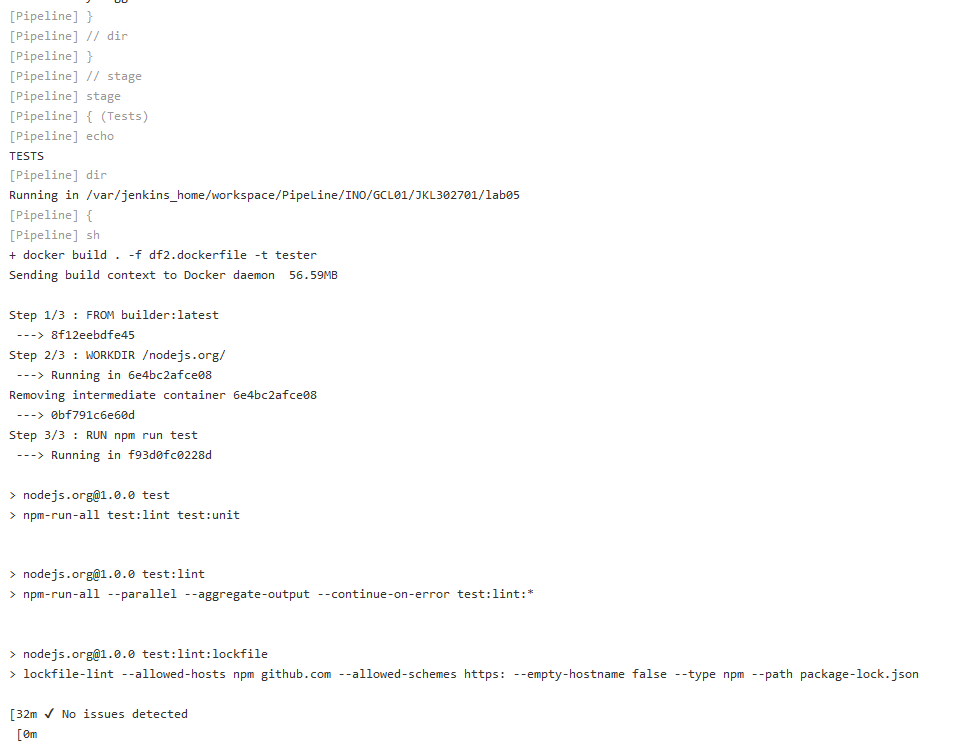 [Pipeline] }
[Pipeline] // dir
[Pipeline] }
[Pipeline] // stage
[Pipeline] stage
[Pipeline] { (Tests)
[Pipeline] echo
TESTS
[Pipeline] dir
Running in /var/jenkins_home/workspace/PipeLine/INO/GCL01/JKL302701/lab05
[Pipeline] {
[Pipeline] sh
+ docker build . -f df2.dockerfile -t tester
Sending build context to Docker daemon  56.59MB
Step 1/3 : FROM builder:latest
 ---> 8f12eebdfe45
Step 2/3 : WORKDIR /nodejs.org/
 ---> Running in 6e4bc2afce08
Removing intermediate container 6e4bc2afce08
 ---> 0bf791c6e60d
Step 3/3 : RUN npm run test
 ---> Running in f93d0fc0228d
> nodejs.org@1.0.0 test
> npm-run-all test:lint test:unit
> nodejs.org@1.0.0 test:lint
> npm-run-all --parallel --aggregate-output --continue-on-error test:lint:*
> nodejs.org@1.0.0 test:lint:lockfile
> lockfile-lint --allowed-hosts npm github.com --allowed-schemes https: --empty-hostname false --type npm --path package-lock.json
[32m ✔ No issues detected
 [0m